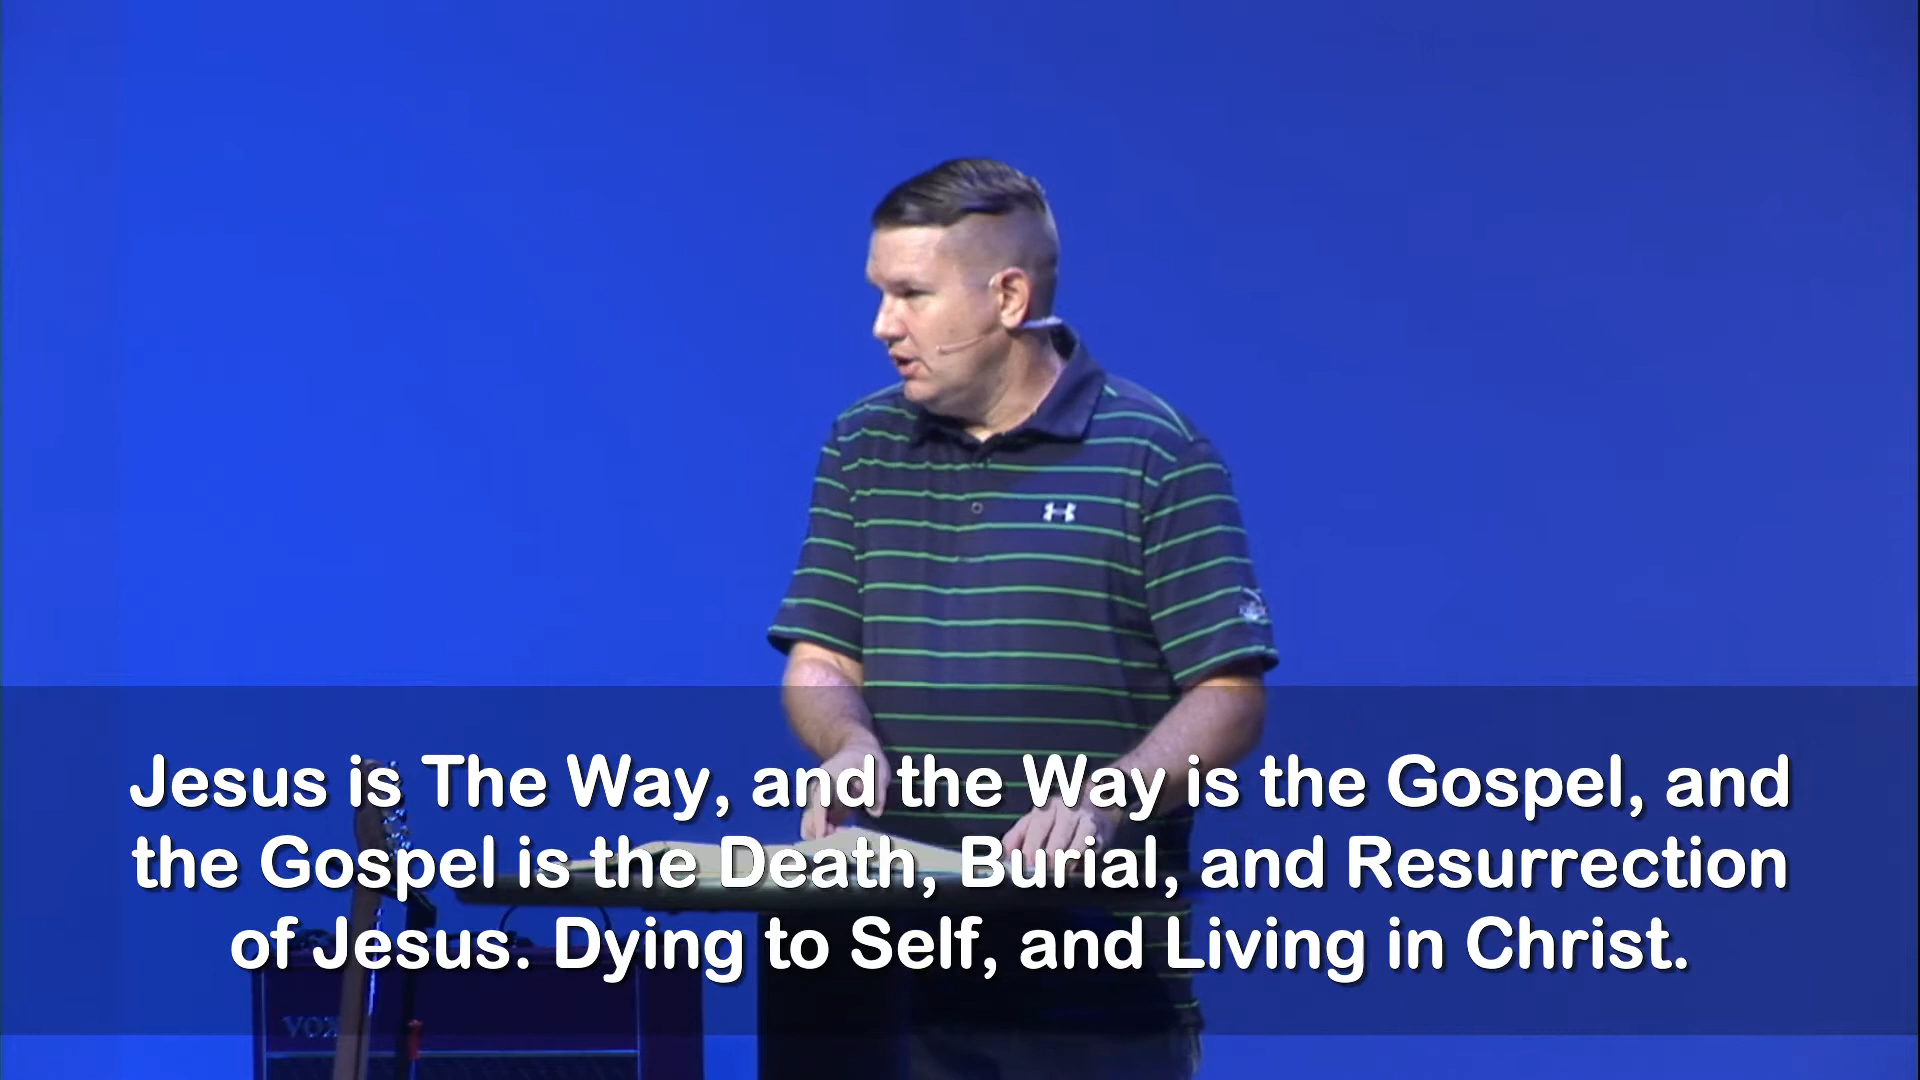 Jesus is The Way, and the Way is the Gospel, and
the Gospel is the Death, Burial, and Resurrection
of Jesus. Dying to Self, and Living in Christ.
VOX